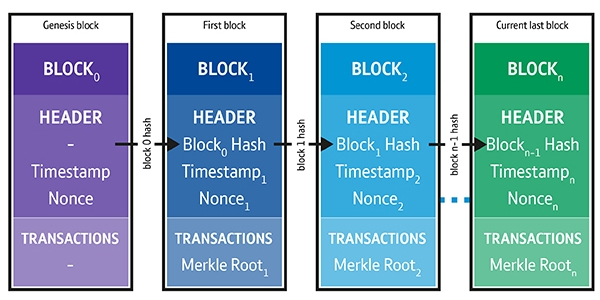 Genesis block
BLOCK0
HEADER
-
Timestamp
Nonce
TRANSACTIONS
-
block 0 hash
First block
BLOCK1
HEADER
Block0 Hash
Timestamp1
Nonce1
TRANSACTIONS
Merkle Root1
block 1 hash
Second block
BLOCK2
HEADER
Block1 Hash
Timestamp2
Nonce2
TRANSACTIONS
Merkle Root2
block n-1 hash
Current last block
BLOCKn
HEADER
Blockn-1 Hash
Timestampn
Noncen
TRANSACTIONS
Merkle Rootn